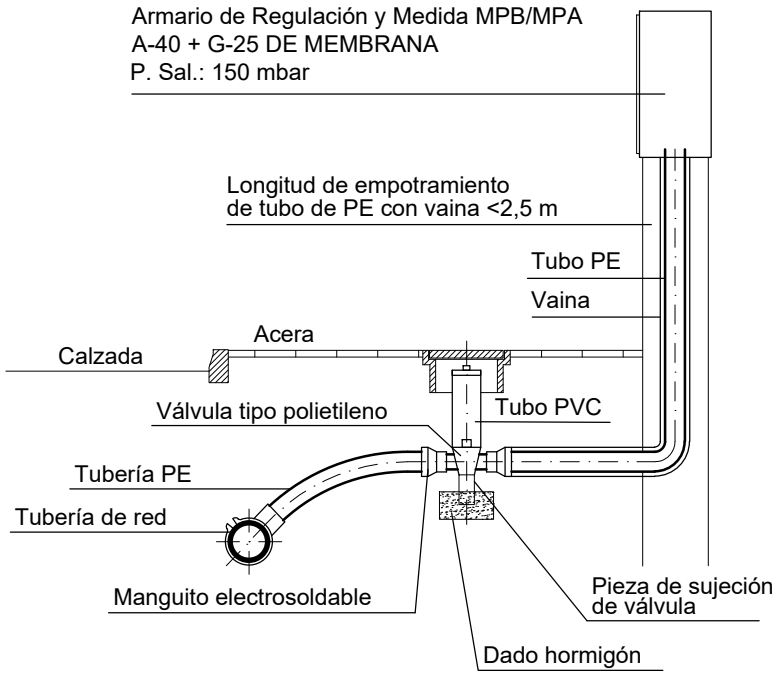 Armario de Regulación y Medida MPB/MPA
A-40 + G-25 DE MEMBRANA
P. Sal.: 150 mbar
Longitud de empotramiento
de tubo de PE con vaina <2,5 m
Tubo PE
Vaina
Acera
Calzada
Válvula tipo polietileno
Tubo PVC
Tubería PE
Tubería de red
Manguito electrosoldable
Pieza de sujeción
de válvula
Dado hormigón